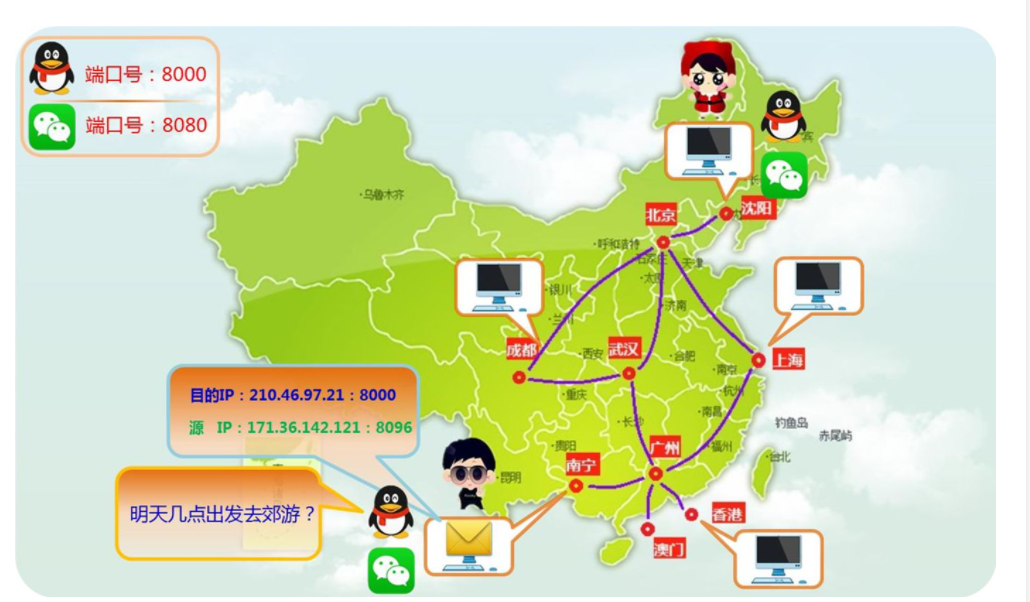 端口号：8000
端口号：8080
乌鲁木齐
沈阳
北京
呼和浩特
石家庄
天津
太原
银川
济南
兰州
成都
西安
武汉
合肥
上海
南京
杭州
重庆
目的IP：210.46.97.21：8000
源 IP：171.36.142.121：8096
南昌
长沙
钓鱼岛
赤尾屿
贵阳
广州
福州
台北
南宁
昆明
明天几点出发去郊游？
香港
澳门